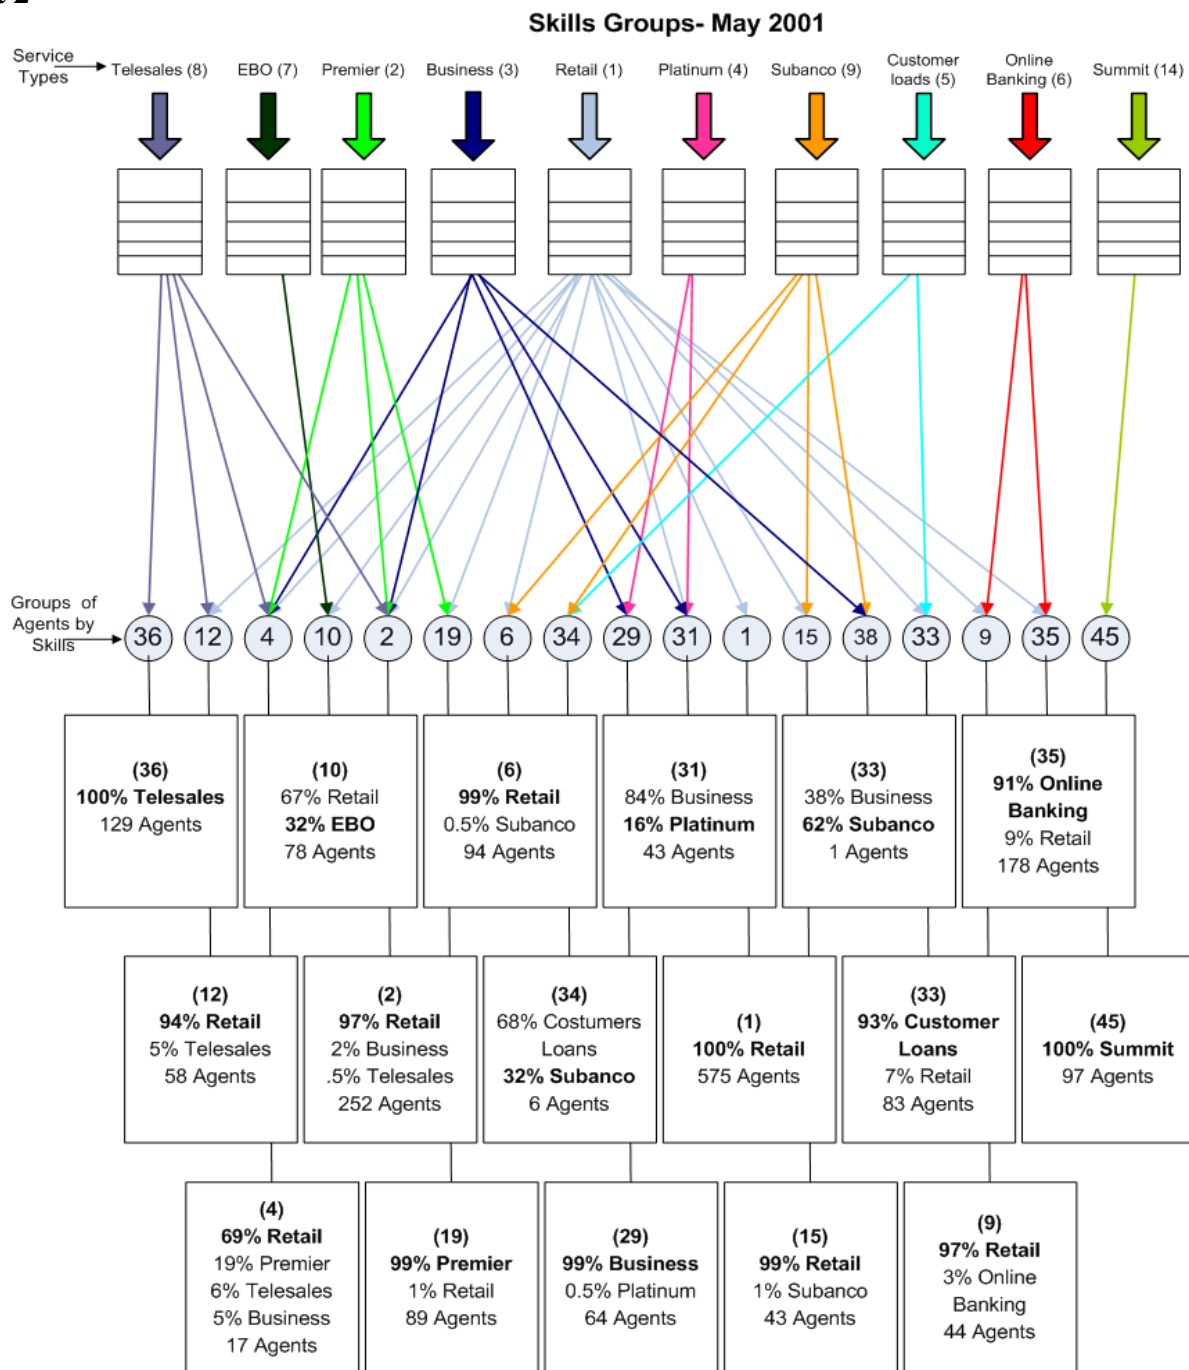 Skills Groups- May 2001
Service
Types
Telesales (8)
EBO (7)
Premier (2)
Business (3)
Retail (1)
Platinum (4)
Subanco (9)
Customer
loads (5)
Online
Banking (6)
Summit (14)
Groups of
Agents by
Skills
36
12
4
10
2
19
6
34
29
31
1
15
38
33
9
35
45
(36)
100% Telesales
129 Agents
(10)
67% Retail
32% EBO
78 Agents
(6)
99% Retail
0.5% Subanco
94 Agents
(31)
84% Business
16% Platinum
43 Agents
(33)
38% Business
62% Subanco
1 Agents
(35)
91% Online
Banking
9% Retail
178 Agents
(12)
94% Retail
5% Telesales
58 Agents
(2)
97% Retail
2% Business
.5% Telesales
252 Agents
(34)
68% Costumers
Loans
32% Subanco
6 Agents
(1)
100% Retail
575 Agents
(33)
93% Customer
Loans
7% Retail
83 Agents
(45)
100% Summit
97 Agents
(4)
69% Retail
19% Premier
6% Telesales
5% Business
17 Agents
(19)
99% Premier
1% Retail
89 Agents
(29)
99% Business
0.5% Platinum
64 Agents
(15)
99% Retail
1% Subanco
43 Agents
(9)
97% Retail
3% Online
Banking
44 Agents